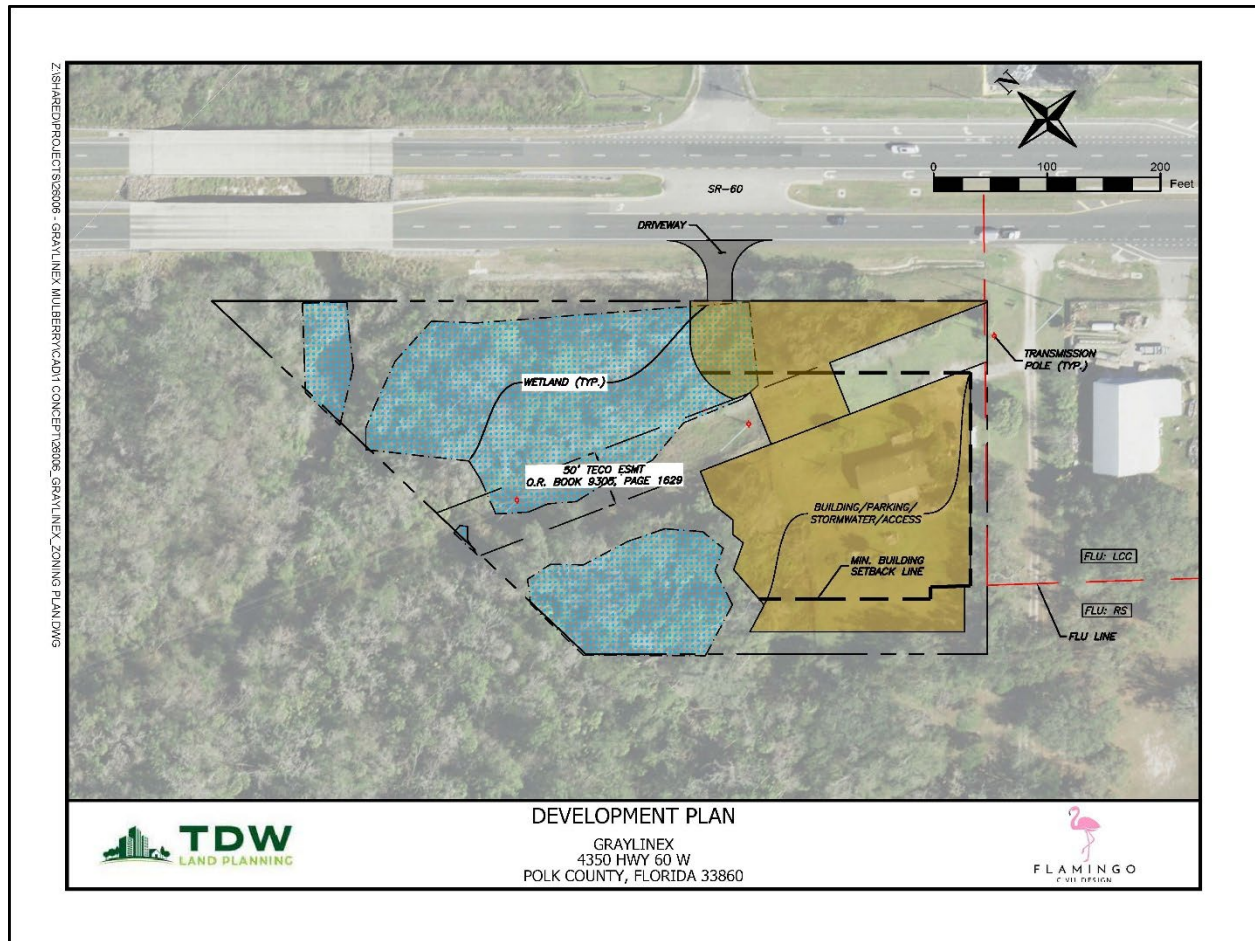 Z:\SHARED\PROJECTS\26006 - GRAYLINEX MULBERRY\CAD\1 CONCEPT\26006_GRAYLINEX_ZONING PLAN.DWG
N
0 100 200
Feet
SR-60
DRIVEWAY
TRANSMISSION
POLE (TYP.)
WETLAND (TYP.)
50' TECO ESMT
O.R. BOOK 9305, PAGE 1629
BUILDING/PARKING/
STORMWATER/ACCESS
MIN. BUILDING
SETBACK LINE
FLU: LCC
FLU: RS
FLU LINE
TDW
LAND PLANNING
DEVELOPMENT PLAN
GRAYLINEX
4350 HWY 60 W
POLK COUNTY, FLORIDA 33860
FLAMINGO
CIVIL DESIGN